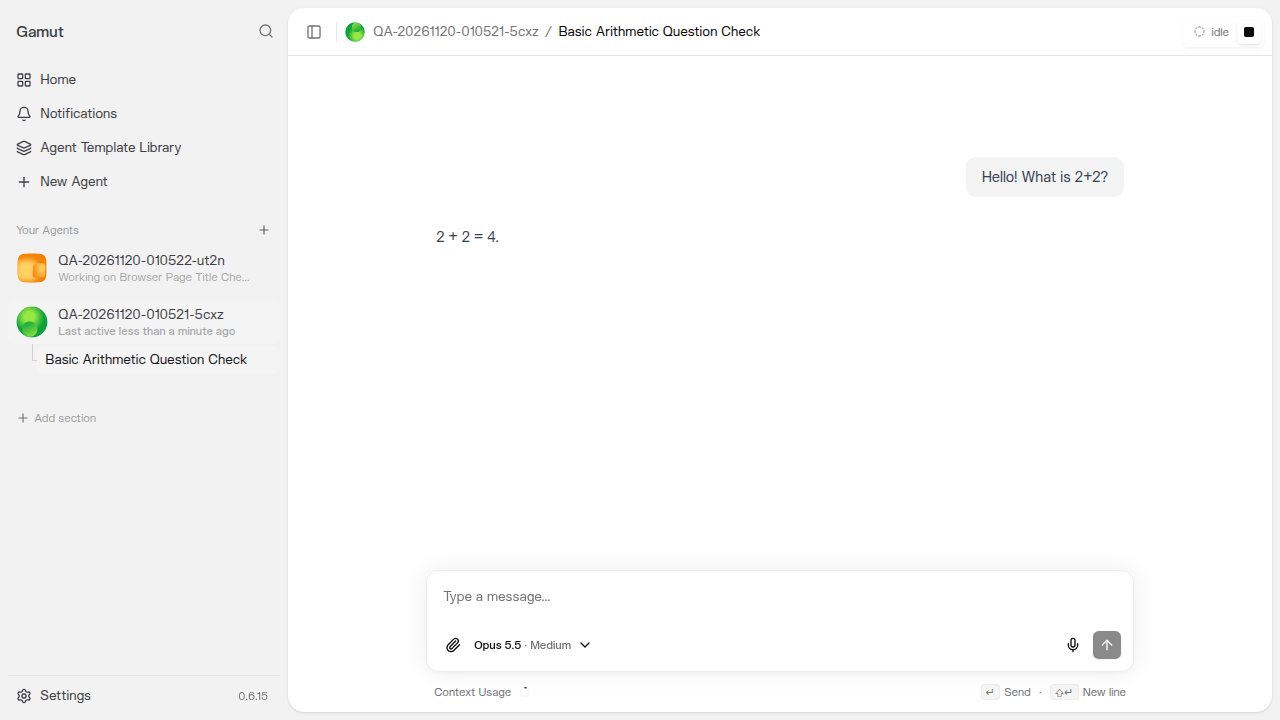 Gamut
Home
Notifications
Agent Template Library
New Agent
Your Agents
QA-20261120-010522-ut2n
Working on Browser Page Title Che...
QA-20261120-010521-5cxz
Last active less than a minute ago
Basic Arithmetic Question Check
Add section
Settings
0.6.15
QA-20261120-010521-5cxz / Basic Arithmetic Question Check
idle
Hello! What is 2+2?
2 + 2 = 4.
Type a message...
Opus 5.5 · Medium
Context Usage
↵ Send · ⇧↵ New line